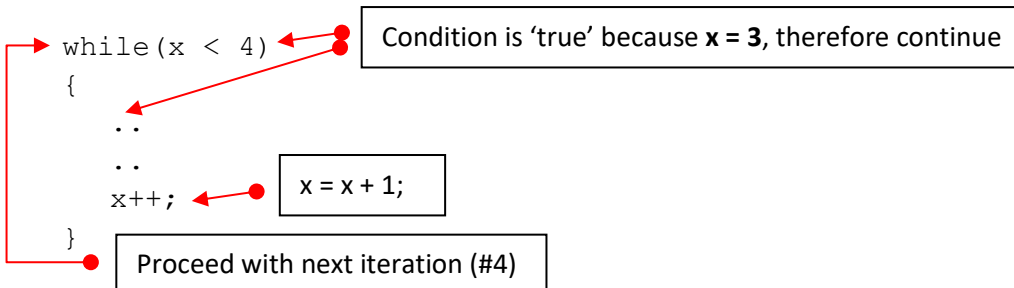 while(x < 4)
Condition is ‘true’ because x = 3, therefore continue
{
..
..
x++;
x = x + 1;
}
Proceed with next iteration (#4)